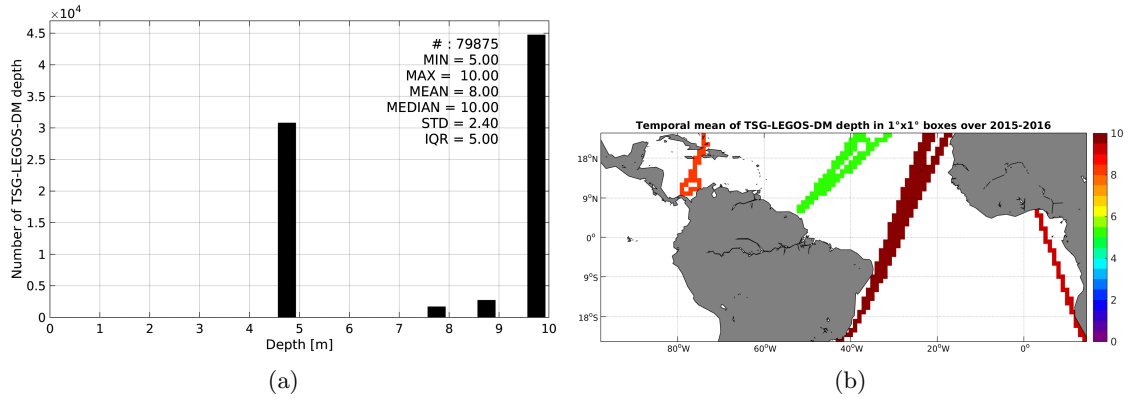 ×10⁴
4.5
4
3.5
3
2.5
2
1.5
1
0.5
0
Number of TSG-LEGOS-DM depth
# : 79875
MIN = 5.00
MAX = 10.00
MEAN = 8.00
MEDIAN = 10.00
STD = 2.40
IQR = 5.00
0 1 2 3 4 5 6 7 8 9 10
Depth [m]
(a)
Temporal mean of TSG-LEGOS-DM depth in 1°x1° boxes over 2015-2016
18°N
9°N
0°
9°S
18°S
80°W 60°W 40°W 20°W 0°
10
8
6
4
2
0
(b)